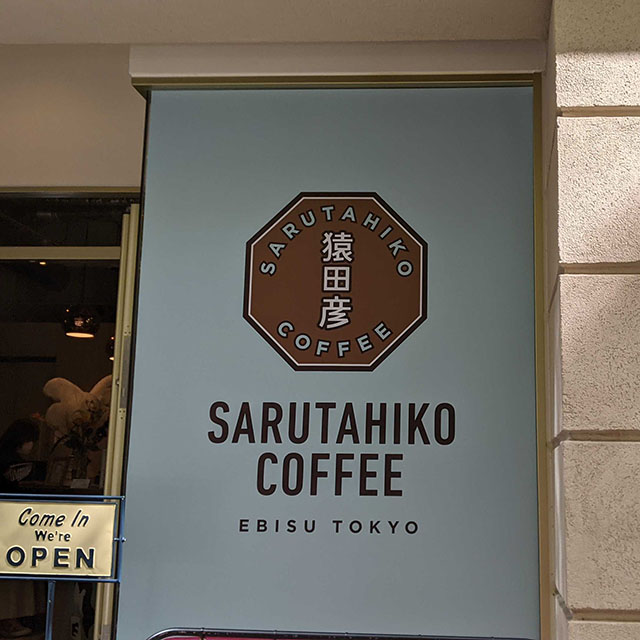 SARUTAHIKO
猿田彦
COFFEE
SARUTAHIKO
COFFEE
EBISU TOKYO
Come In
We're
OPEN